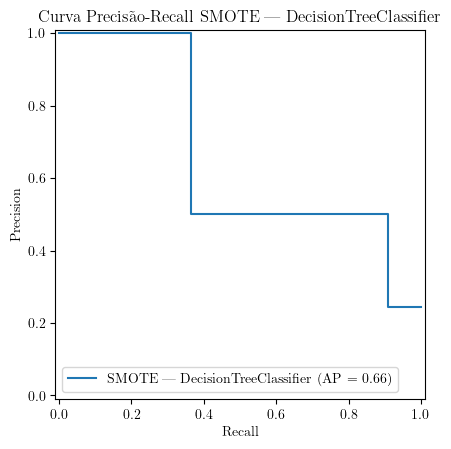 Curva Precisão-Recall SMOTE — DecisionTreeClassifier
1.0
0.8
0.6
0.4
0.2
0.0
Precision
SMOTE — DecisionTreeClassifier (AP = 0.66)
0.0 0.2 0.4 0.6 0.8 1.0
Recall